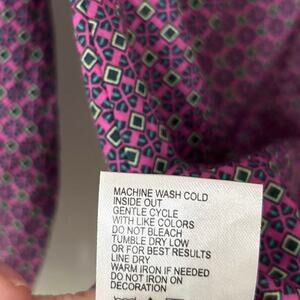 MACHINE WASH COLD
INSIDE OUT
GENTLE CYCLE
WITH LIKE COLORS
DO NOT BLEACH
TUMBLE DRY LOW
OR FOR BEST RESULTS
LINE DRY
WARM IRON IF NEEDED
DO NOT IRON ON
DECORATION